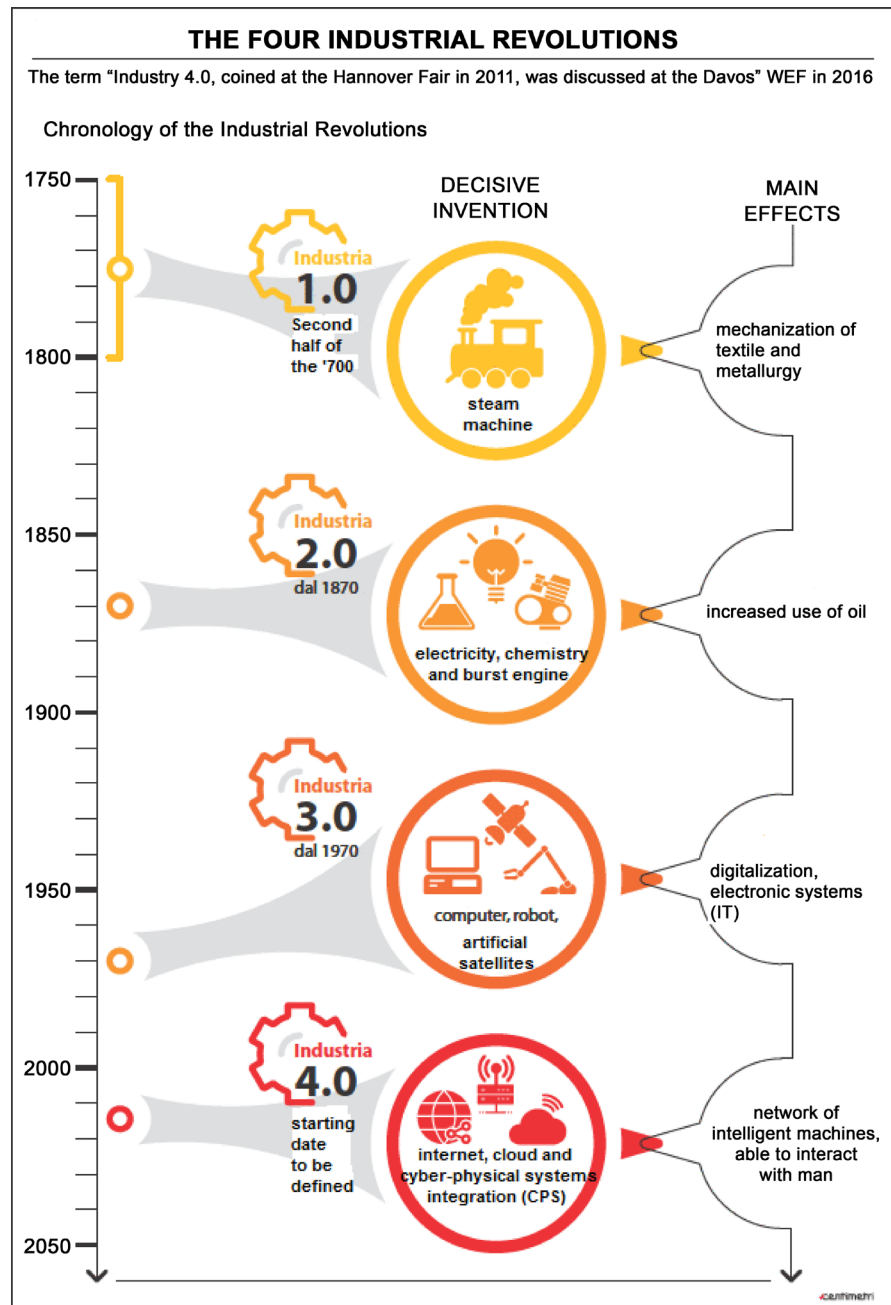 THE FOUR INDUSTRIAL REVOLUTIONS
The term “Industry 4.0, coined at the Hannover Fair in 2011, was discussed at the Davos” WEF in 2016
Chronology of the Industrial Revolutions
DECISIVE
INVENTION
MAIN
EFFECTS
1750
Industria
1.0
Second
half of
the '700
steam
machine
mechanization of
textile and
metallurgy
1800
1850
Industria
2.0
dal 1870
electricity, chemistry
and burst engine
increased use of oil
1900
Industria
3.0
dal 1970
computer, robot,
artificial
satellites
digitalization,
electronic systems
(IT)
1950
2000
Industria
4.0
starting
date
to be
defined
internet, cloud and
cyber-physical systems
integration (CPS)
network of
intelligent machines,
able to interact
with man
2050
centimetri